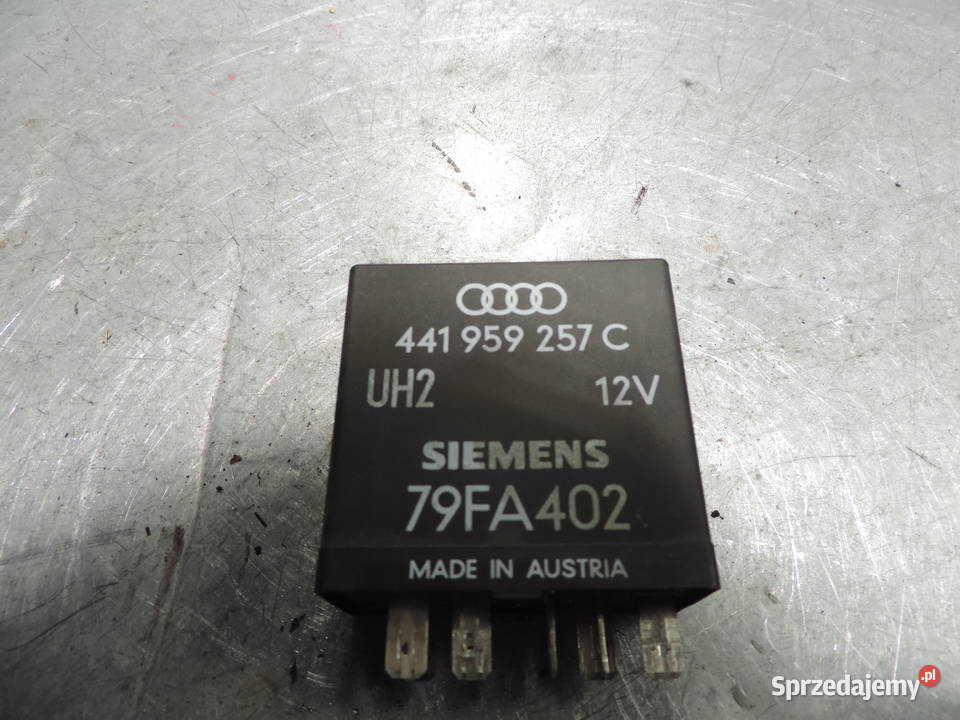 441 959 257 C
UH2 12V
SIEMENS
79FA402
MADE IN AUSTRIA
Sprzedajemy.pl